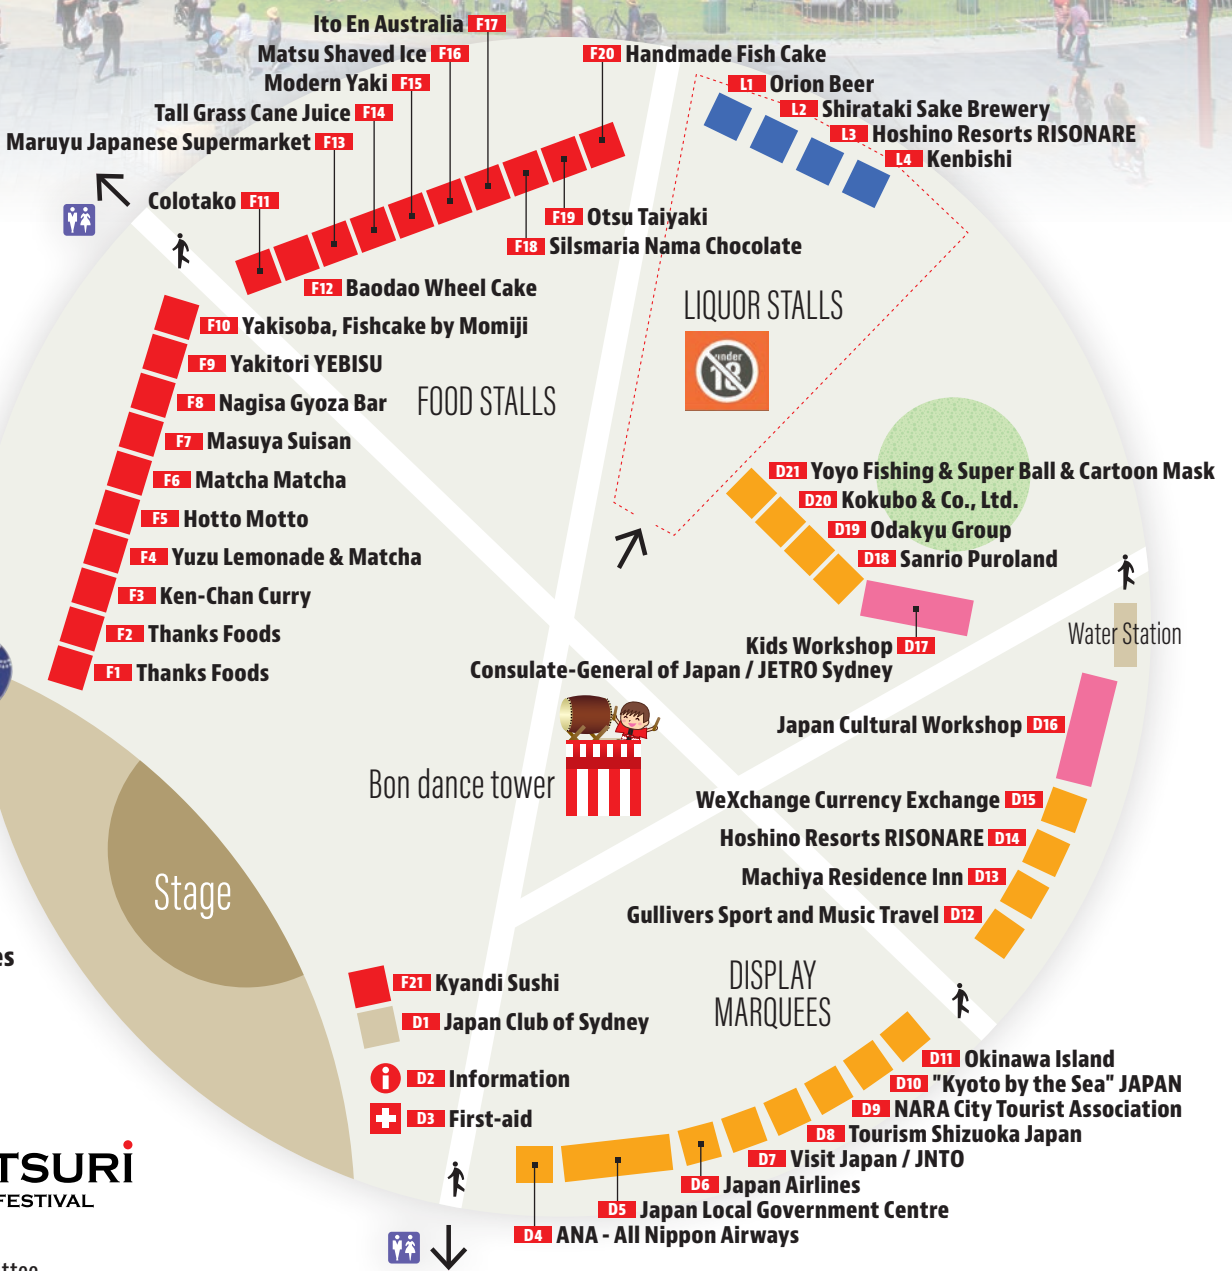 Ito En Australia F17
Matsu Shaved Ice F16
F20 Handmade Fish Cake
Modern Yaki F15
L1 Orion Beer
Tall Grass Cane Juice F14
L2 Shirataki Sake Brewery
Maruyu Japanese Supermarket F13
L3 Hoshino Resorts RISONARE
L4 Kenbishi
Colotako F11
F19 Otsu Taiyaki
F18 Silsmaria Nama Chocolate
F12 Baodao Wheel Cake
LIQUOR STALLS
under
18
F10 Yakisoba, Fishcake by Momiji
F9 Yakitori YEBISU
F8 Nagisa Gyoza Bar
FOOD STALLS
F7 Masuya Suisan
F6 Matcha Matcha
F5 Hotto Motto
F4 Yuzu Lemonade & Matcha
F3 Ken-Chan Curry
F2 Thanks Foods
F1 Thanks Foods
D21 Yoyo Fishing & Super Ball & Cartoon Mask
D20 Kokubo & Co., Ltd.
D19 Odakyu Group
D18 Sanrio Puroland
Water Station
Kids Workshop D17
Consulate-General of Japan / JETRO Sydney
Japan Cultural Workshop D16
Bon dance tower
WeXchange Currency Exchange D15
Hoshino Resorts RISONARE D14
Machiya Residence Inn D13
Gullivers Sport and Music Travel D12
Stage
es
F21 Kyandi Sushi
D1 Japan Club of Sydney
DISPLAY
MARQUEES
D2 Information
D3 First-aid
D11 Okinawa Island
D10 "Kyoto by the Sea" JAPAN
D9 NARA City Tourist Association
D8 Tourism Shizuoka Japan
D7 Visit Japan / JNTO
D6 Japan Airlines
D5 Japan Local Government Centre
D4 ANA - All Nippon Airways
TSURi
FESTIVAL